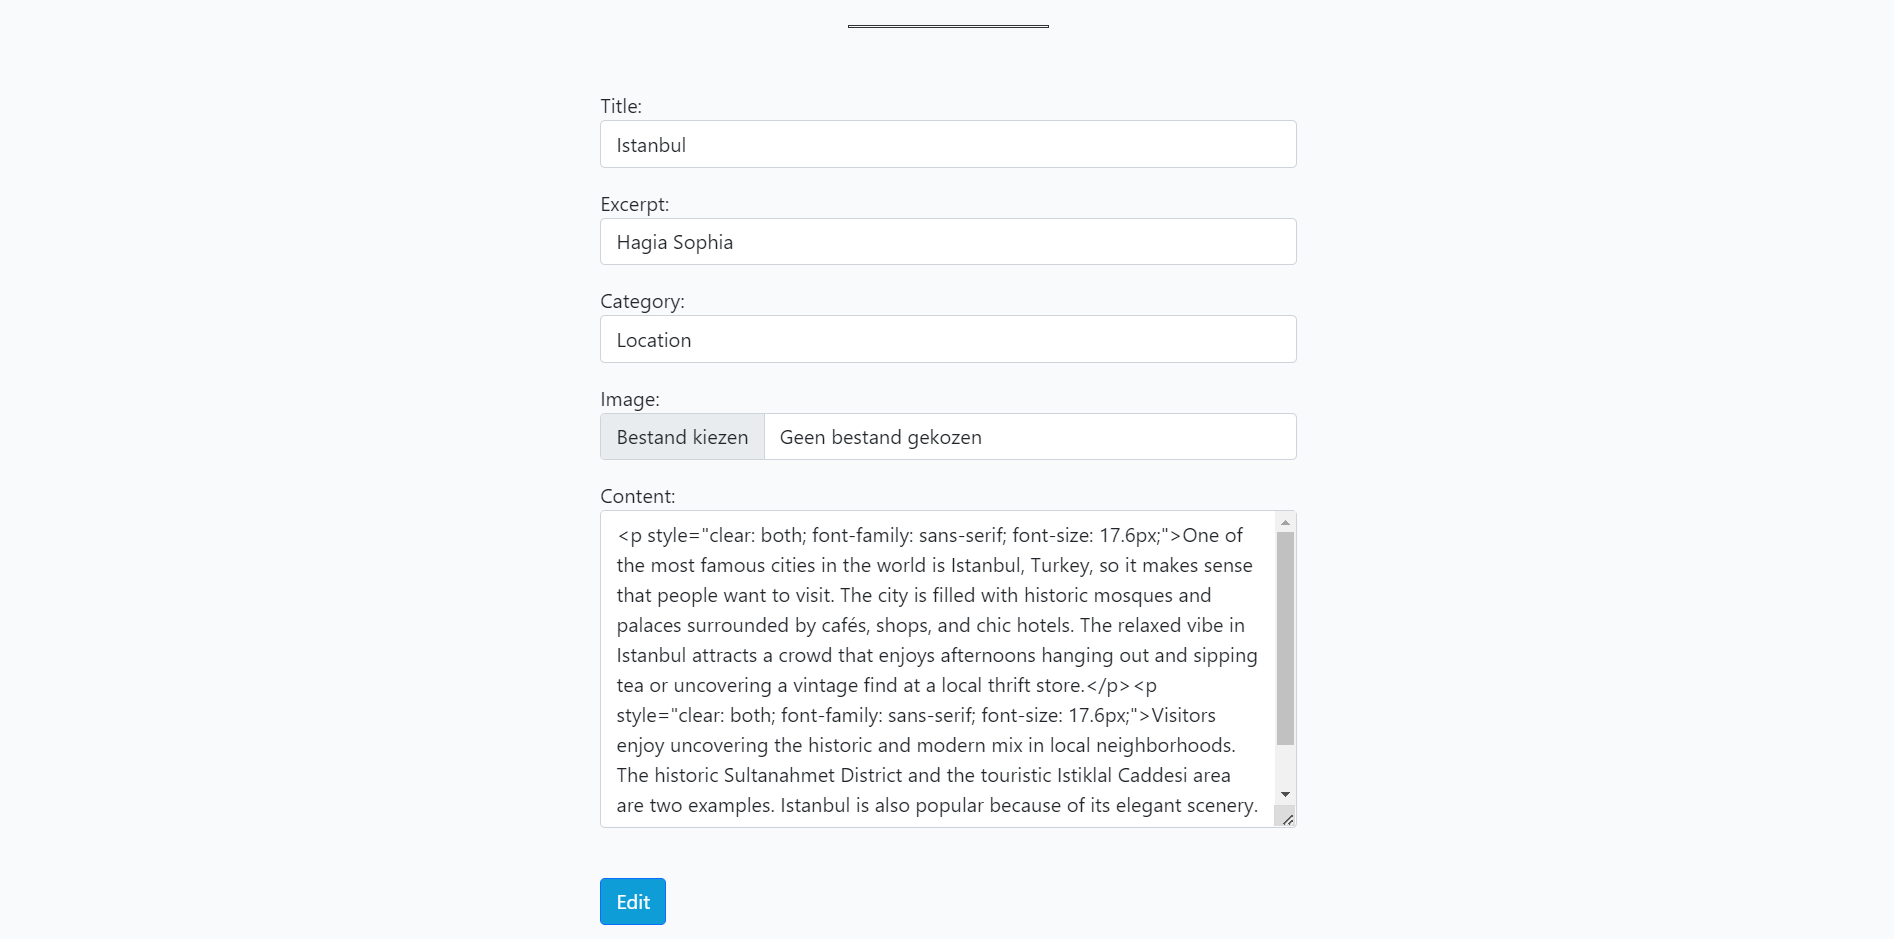 Title:
Istanbul
Excerpt:
Hagia Sophia
Category:
Location
Image:
Bestand kiezen Geen bestand gekozen
Content:
<p style="clear: both; font-family: sans-serif; font-size: 17.6px;">One of
the most famous cities in the world is Istanbul, Turkey, so it makes sense
that people want to visit. The city is filled with historic mosques and
palaces surrounded by cafés, shops, and chic hotels. The relaxed vibe in
Istanbul attracts a crowd that enjoys afternoons hanging out and sipping
tea or uncovering a vintage find at a local thrift store.</p><p
style="clear: both; font-family: sans-serif; font-size: 17.6px;">Visitors
enjoy uncovering the historic and modern mix in local neighborhoods.
The historic Sultanahmet District and the touristic Istiklal Caddesi area
are two examples. Istanbul is also popular because of its elegant scenery.
Edit